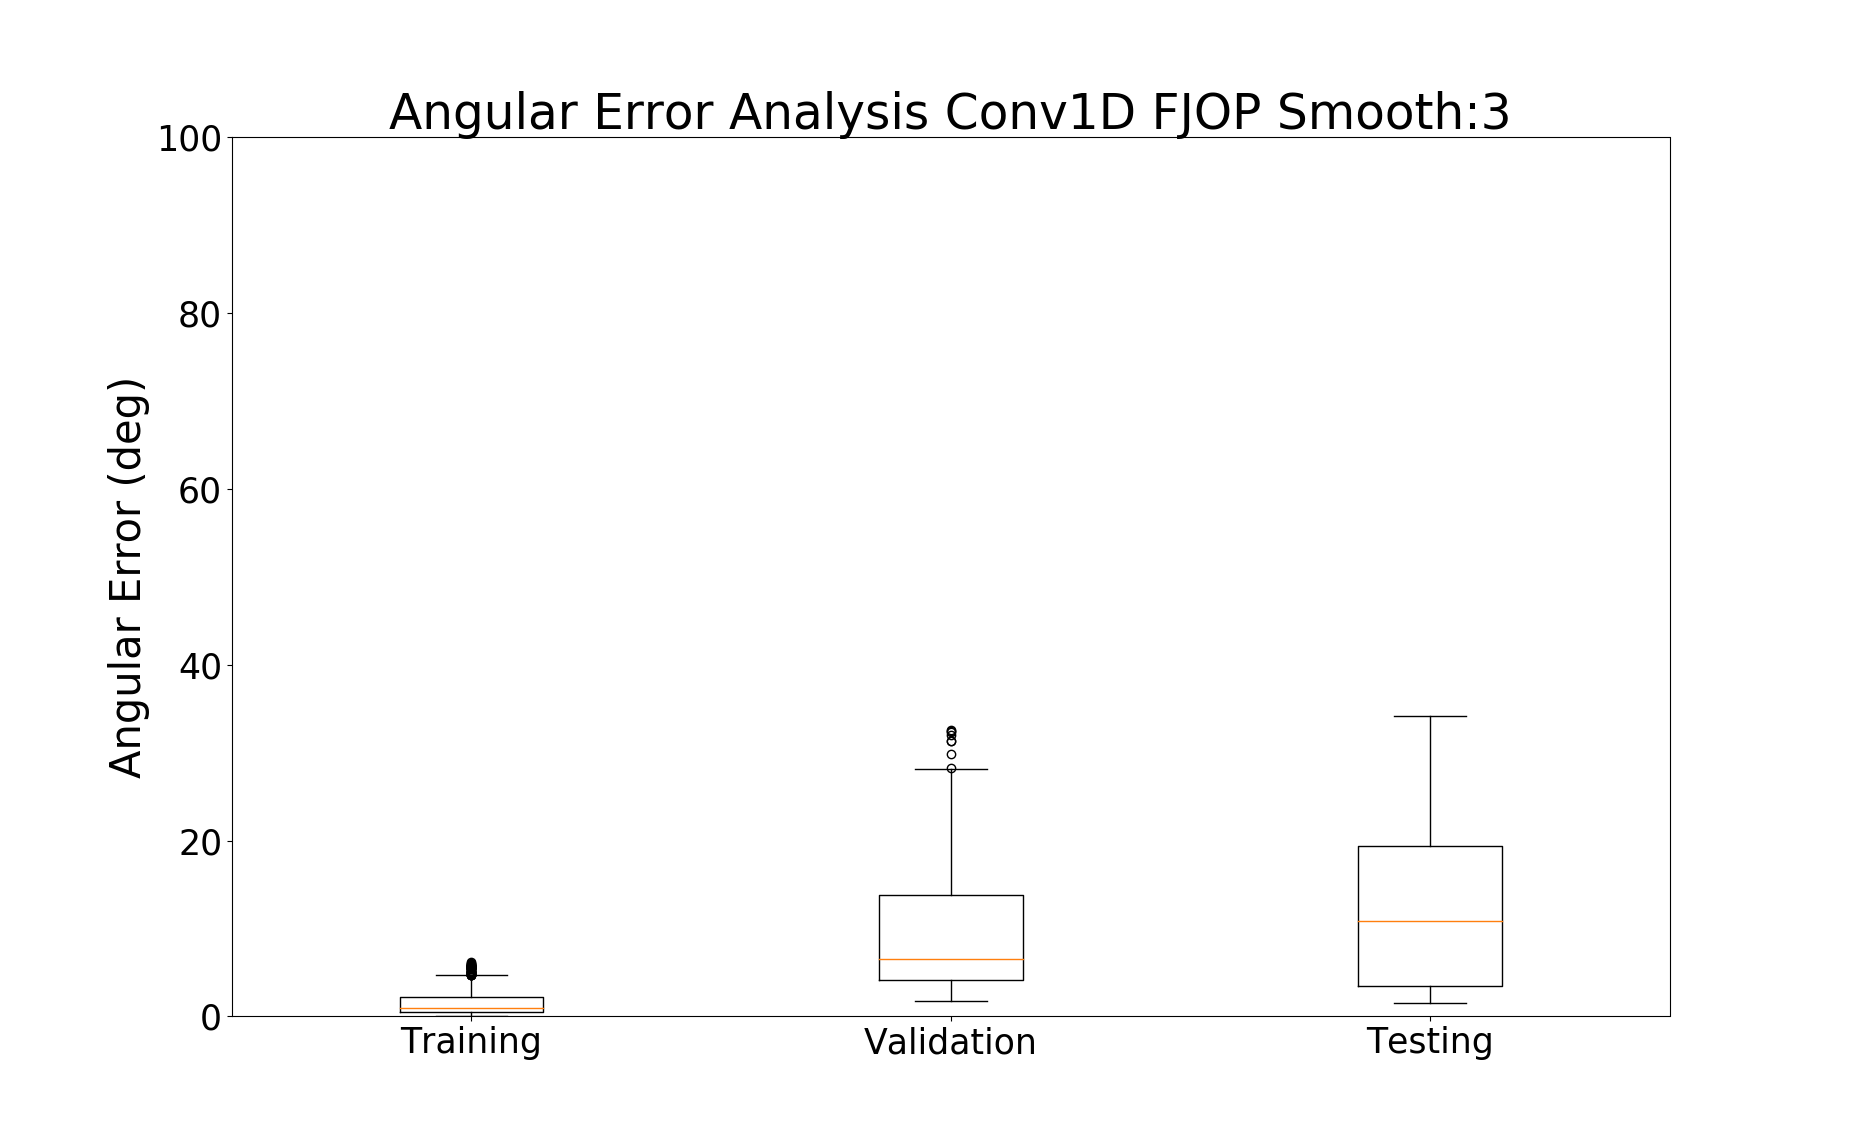 Angular Error Analysis Conv1D FJOP Smooth:3
100
80
60
40
20
0
Angular Error (deg)
Training
Validation
Testing